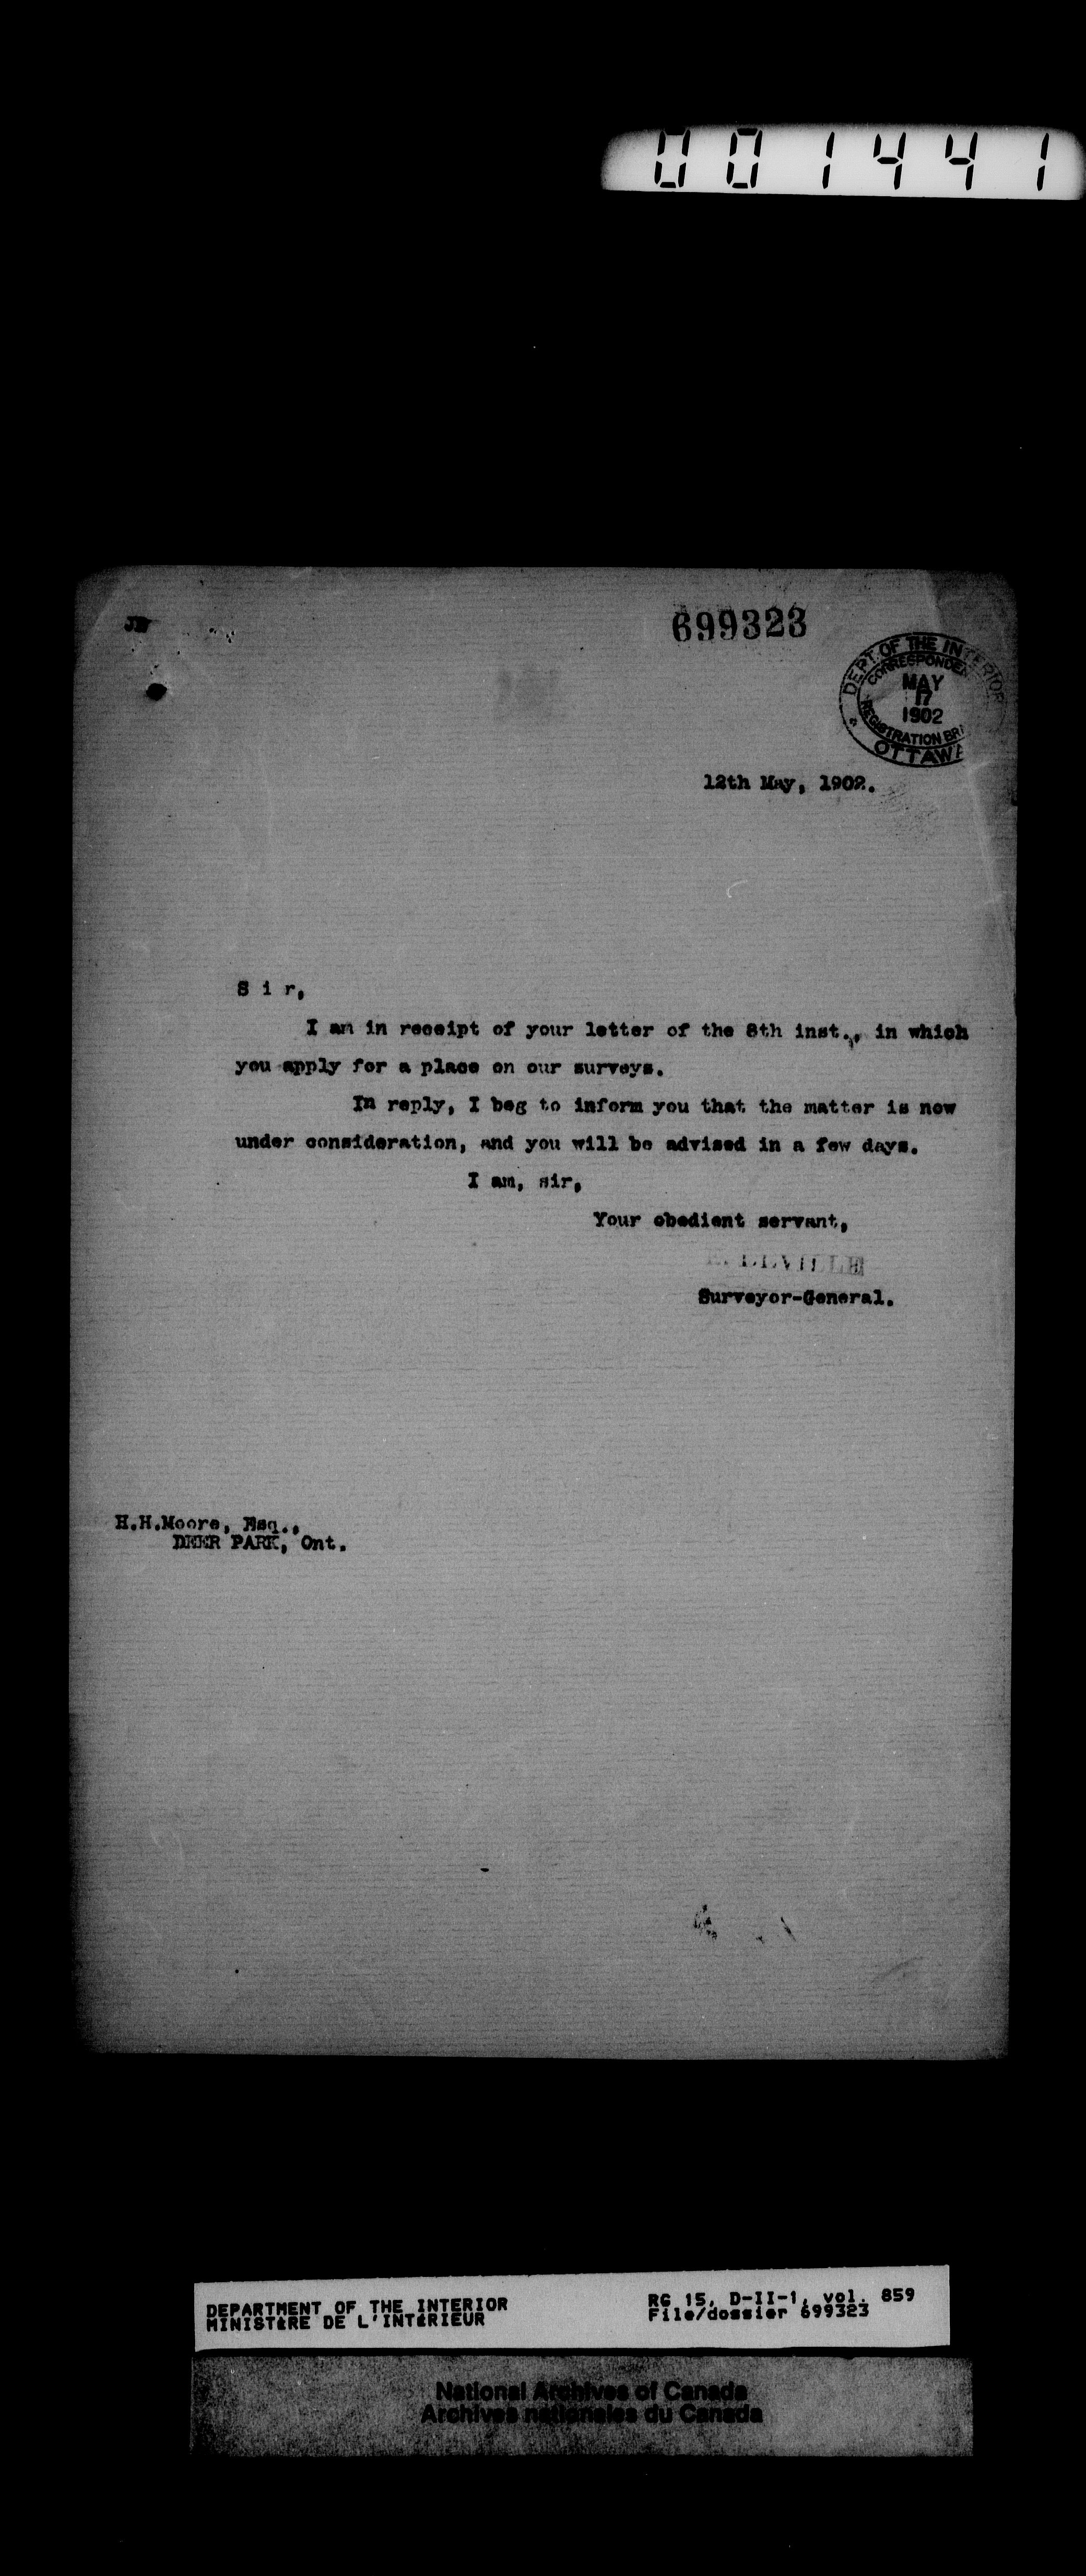 001441
699323
DEPT. OF THE INTERIOR
CORRESPONDEN
MAY
17
1902
REGISTRATION BR
OTTAWA
12th May, 1902.
S i r,
I am in receipt of your letter of the 8th inst., in which
you apply for a place on our surveys.
In reply, I beg to inform you that the matter is now
under consideration, and you will be advised in a few days.
I am, sir,
Your obedient servant,
E. DEVILLE
Surveyor-General.
H.H.Moore, Esq.,
DEER PARK, Ont.
DEPARTMENT OF THE INTERIOR
MINISTÈRE DE L'INTÉRIEUR
RG 15, D-II-1, vol. 859
File/dossier 699323
National Archives of Canada
Archives nationales du Canada